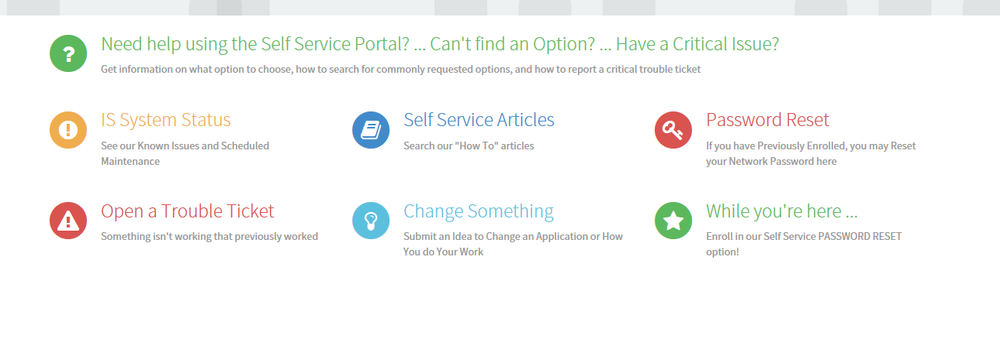 Need help using the Self Service Portal? ... Can't find an Option? ... Have a Critical Issue?
Get information on what option to choose, how to search for commonly requested options, and how to report a critical trouble ticket
IS System Status
See our Known Issues and Scheduled
Maintenance
Self Service Articles
Search our "How To" articles
Password Reset
If you have Previously Enrolled, you may Reset
your Network Password here
Open a Trouble Ticket
Something isn't working that previously worked
Change Something
Submit an Idea to Change an Application or How
You do Your Work
While you're here ...
Enroll in our Self Service PASSWORD RESET
option!